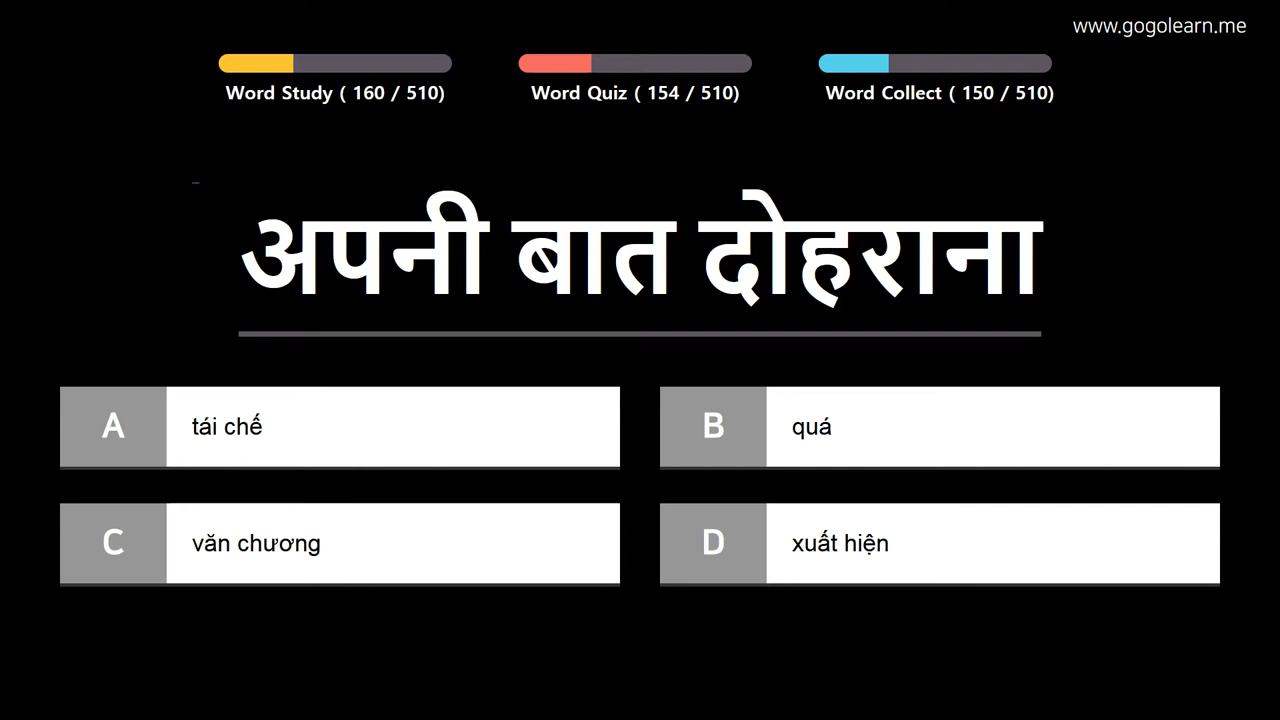 www.gogolearn.me
Word Study ( 160 / 510)
Word Quiz ( 154 / 510)
Word Collect ( 150 / 510)
अपनी बात दोहराना
A tái chế
B quá
C văn chương
D xuất hiện